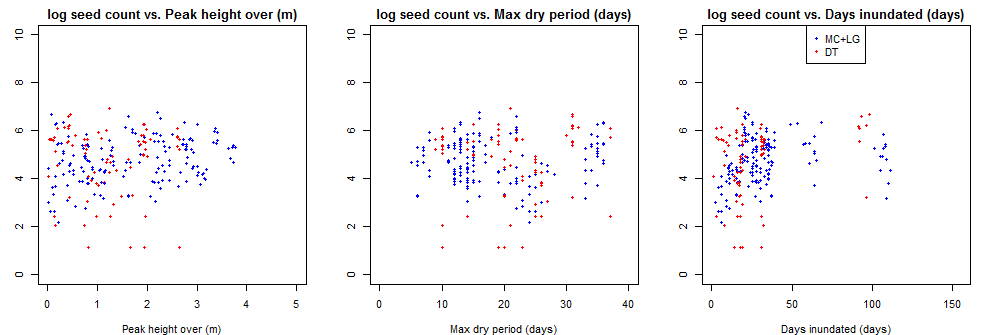 log seed count vs. Peak height over (m)
10
8
6
4
2
0
0 1 2 3 4 5
Peak height over (m)
log seed count vs. Max dry period (days)
10
8
6
4
2
0
0 10 20 30 40
Max dry period (days)
log seed count vs. Days inundated (days)
MC+LG
DT
10
8
6
4
2
0
0 50 100 150
Days inundated (days)